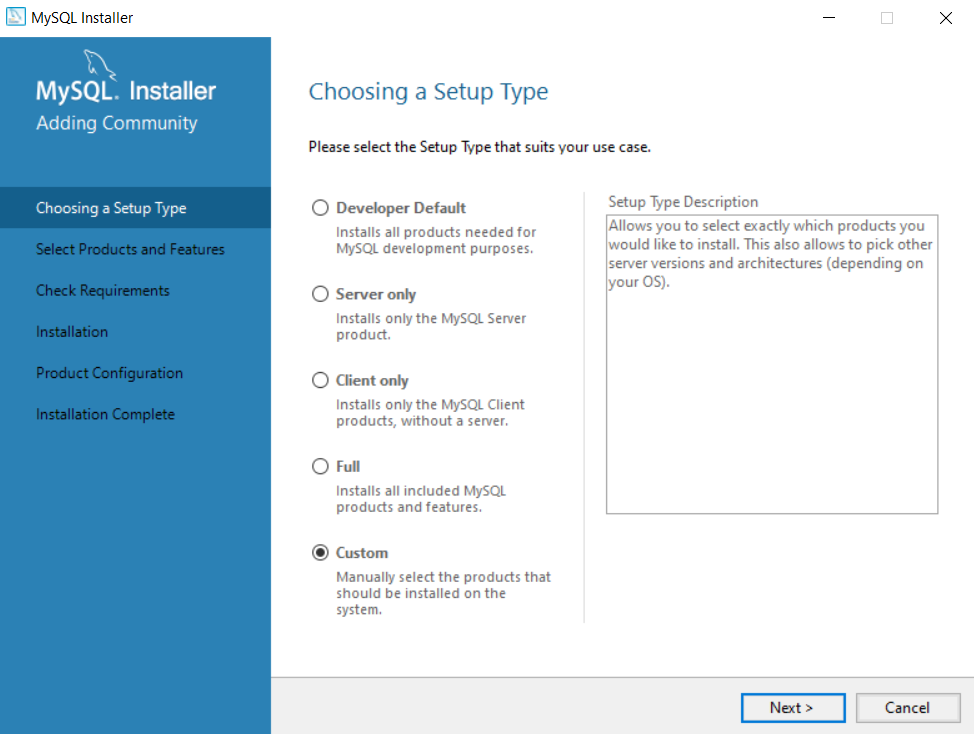 MySQL Installer
MySQL. Installer
Adding Community
Choosing a Setup Type
Select Products and Features
Check Requirements
Installation
Product Configuration
Installation Complete
Choosing a Setup Type
Please select the Setup Type that suits your use case.
Developer Default
Installs all products needed for
MySQL development purposes.
Server only
Installs only the MySQL Server
product.
Client only
Installs only the MySQL Client
products, without a server.
Full
Installs all included MySQL
products and features.
Custom
Manually select the products that
should be installed on the
system.
Setup Type Description
Allows you to select exactly which products you
would like to install. This also allows to pick other
server versions and architectures (depending on
your OS).
Next >
Cancel